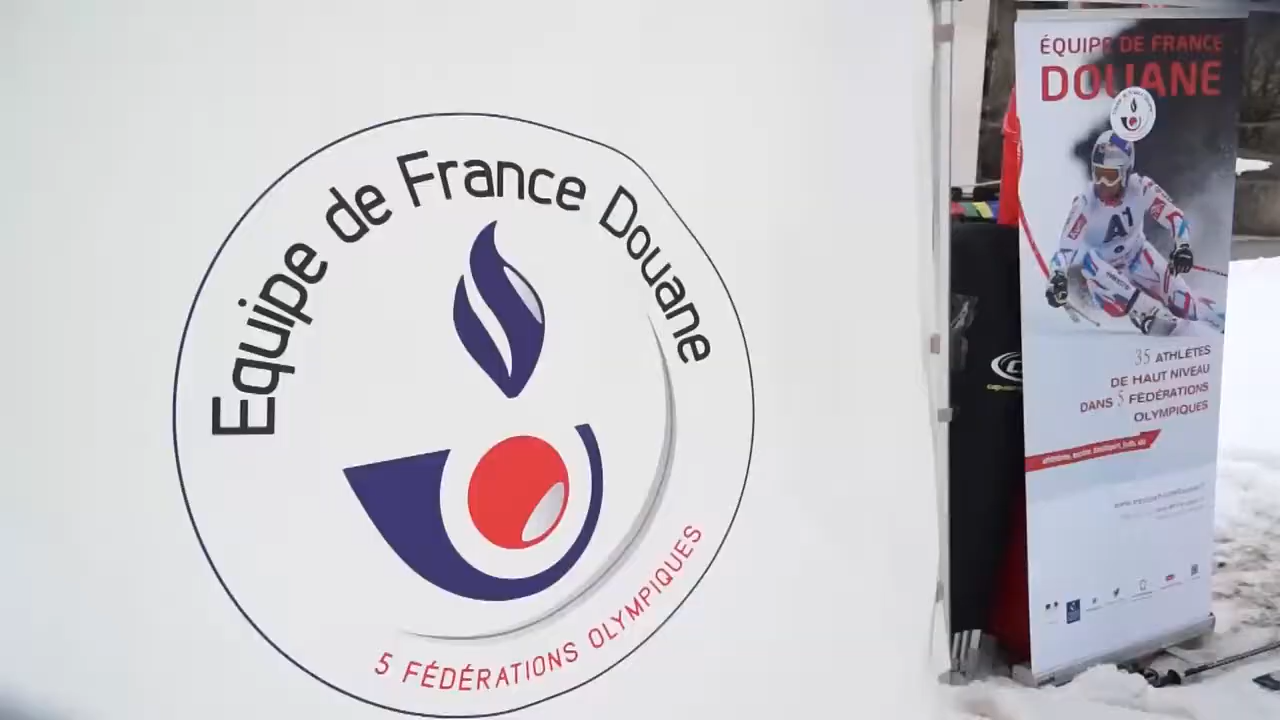 Equipe de France Douane
5 FÉDÉRATIONS OLYMPIQUES
ÉQUIPE DE FRANCE
DOUANE
A1
35 ATHLÈTES
DE HAUT NIVEAU
DANS 5 FÉDÉRATIONS
OLYMPIQUES